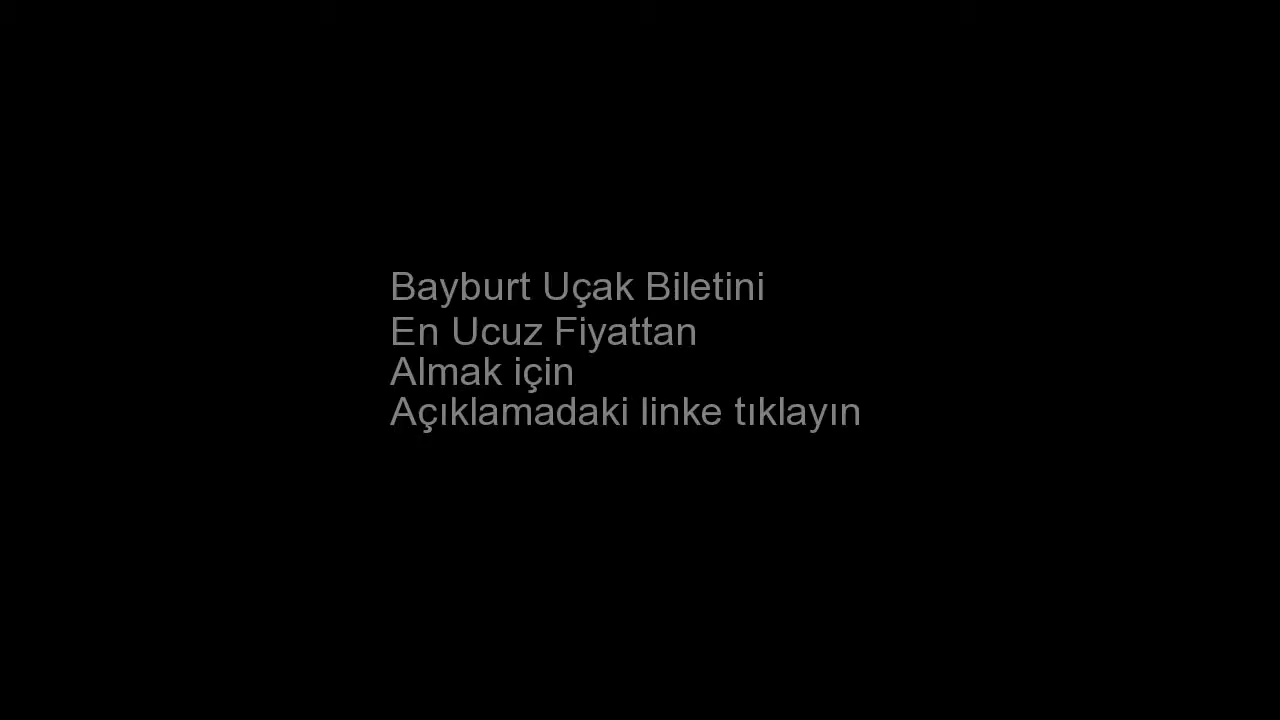 Bayburt Uçak Biletini
En Ucuz Fiyattan
Almak için
Açıklamadaki linke tıklayın